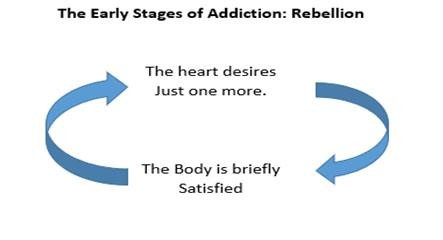 The Early Stages of Addiction: Rebellion
The heart desires
Just one more.
The Body is briefly
Satisfied